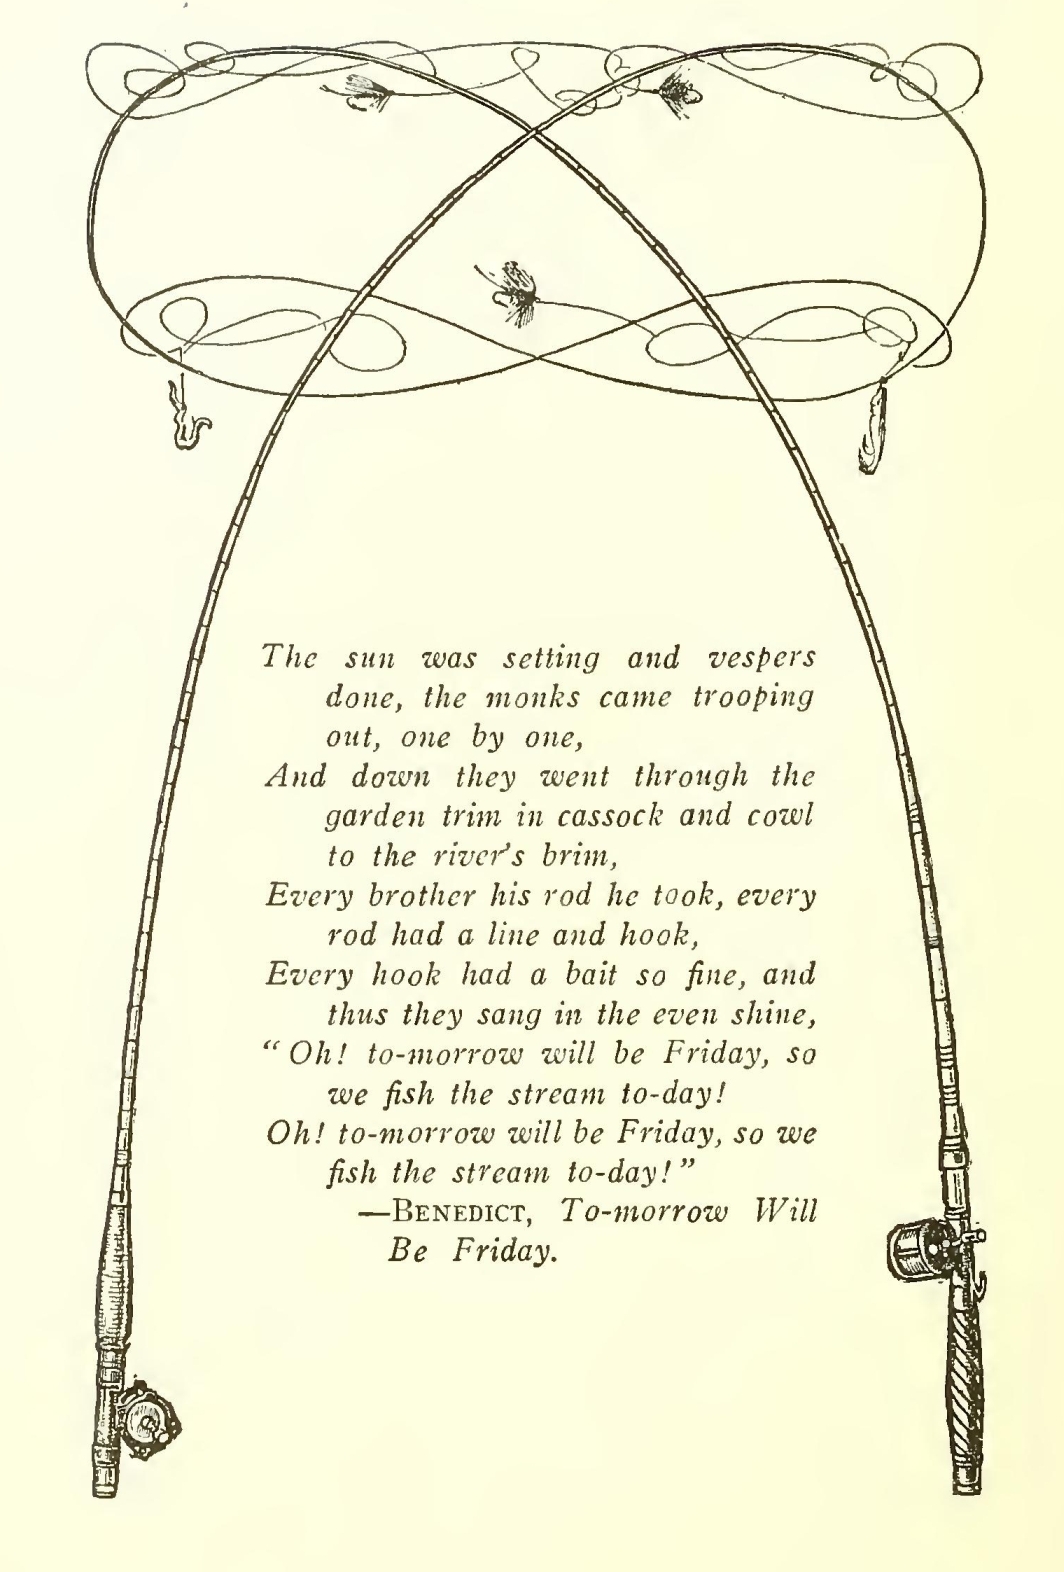 The sun was setting and vespers
done, the monks came trooping
out, one by one,
And down they went through the
garden trim in cassock and cowl
to the river's brim,
Every brother his rod he took, every
rod had a line and hook,
Every hook had a bait so fine, and
thus they sang in the even shine,
“Oh! to-morrow will be Friday, so
we fish the stream to-day!
Oh! to-morrow will be Friday, so we
fish the stream to-day!”
—BENEDICT, To-morrow Will
Be Friday.